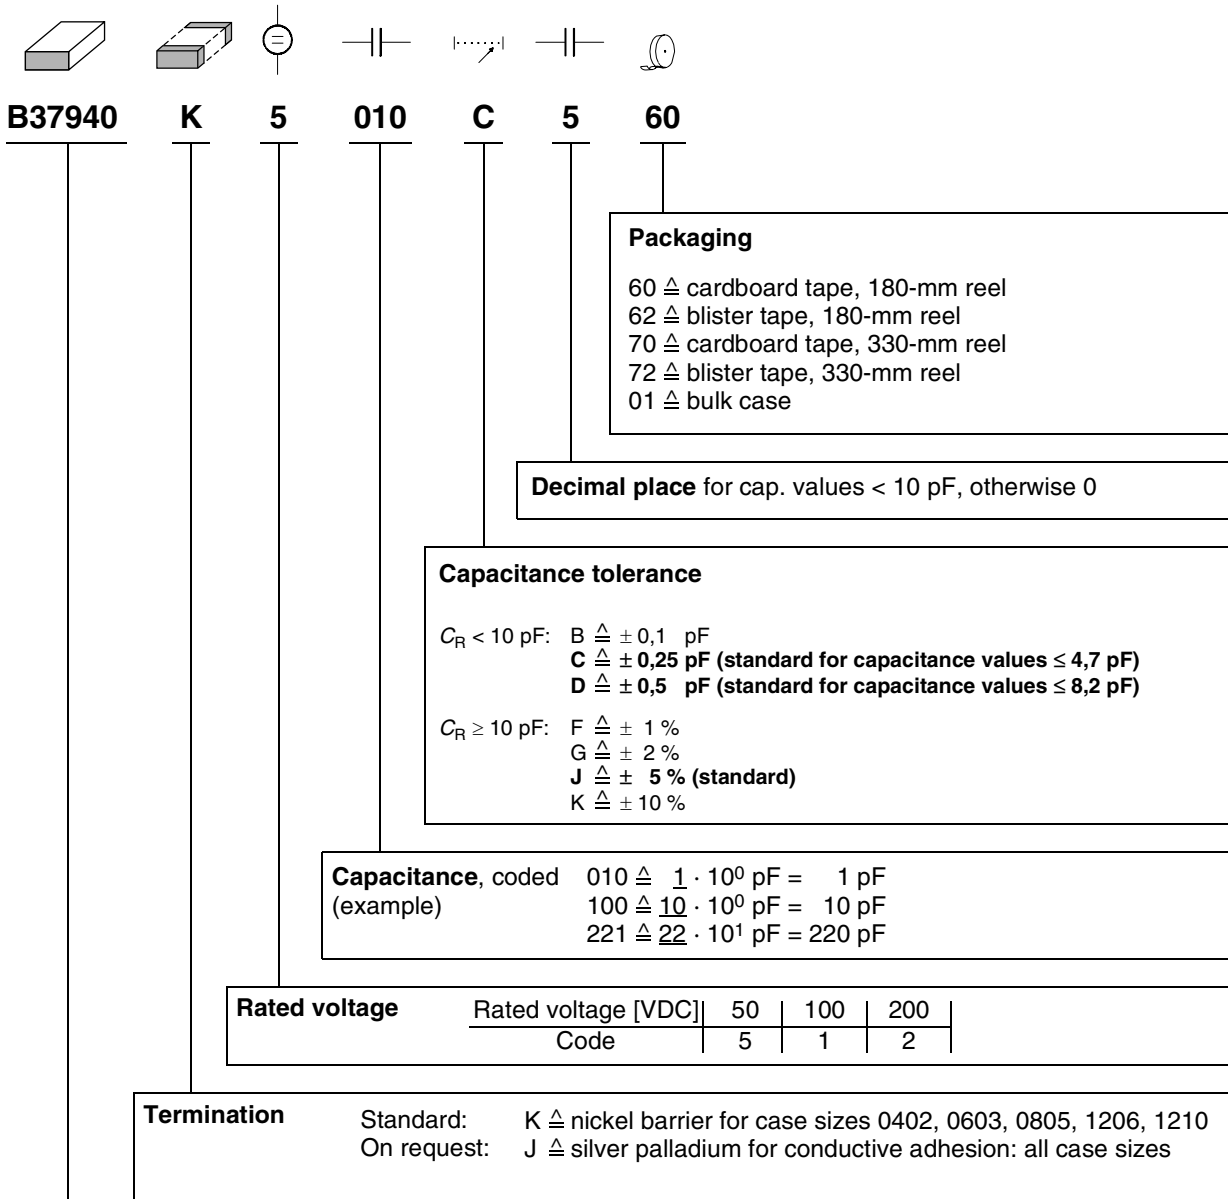 B37940 K 5 010 C 5 60
Packaging
60 ≙ cardboard tape, 180-mm reel
62 ≙ blister tape, 180-mm reel
70 ≙ cardboard tape, 330-mm reel
72 ≙ blister tape, 330-mm reel
01 ≙ bulk case
Decimal place for cap. values < 10 pF, otherwise 0
Capacitance tolerance
CR < 10 pF: B ≙ ± 0,1 pF
C ≙ ± 0,25 pF (standard for capacitance values ≤ 4,7 pF)
D ≙ ± 0,5 pF (standard for capacitance values ≤ 8,2 pF)
CR ≥ 10 pF: F ≙ ± 1 %
G ≙ ± 2 %
J ≙ ± 5 % (standard)
K ≙ ± 10 %
Capacitance, coded 010 ≙ 1 · 10⁰ pF = 1 pF
(example) 100 ≙ 10 · 10⁰ pF = 10 pF
221 ≙ 22 · 10¹ pF = 220 pF
Rated voltage Rated voltage [VDC] 50 100 200
Code 5 1 2
Termination Standard: K ≙ nickel barrier for case sizes 0402, 0603, 0805, 1206, 1210
On request: J ≙ silver palladium for conductive adhesion: all case sizes